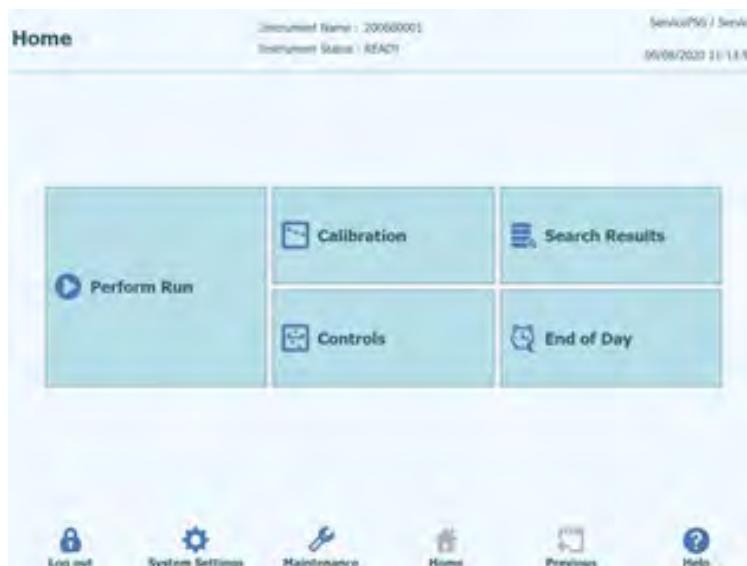 Home
Instrument Name : 200600001
Instrument Status : READY
Perform Run
Calibration
Search Results
Controls
End of Day
Log out
System Settings
Maintenance
Home
Previous
Help